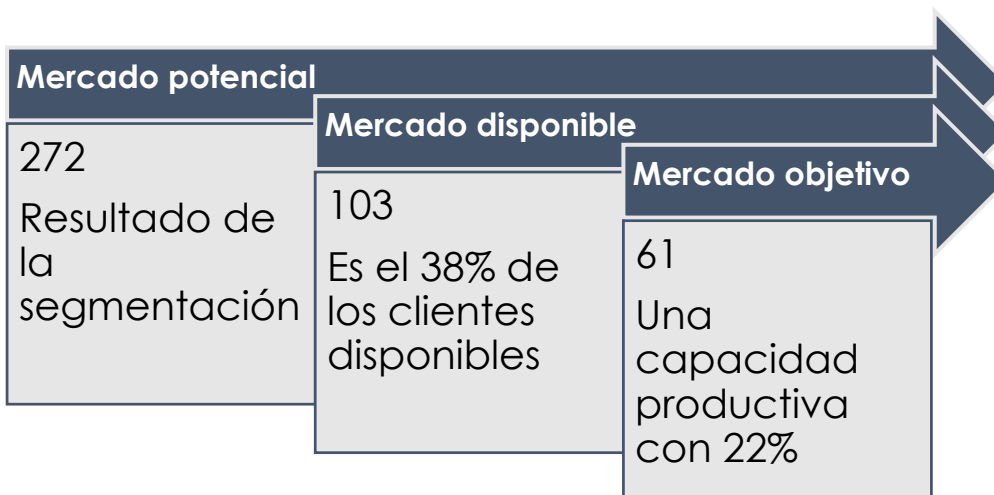 Mercado potencial
272
Resultado de
la
segmentación
Mercado disponible
103
Es el 38% de
los clientes
disponibles
Mercado objetivo
61
Una
capacidad
productiva
con 22%